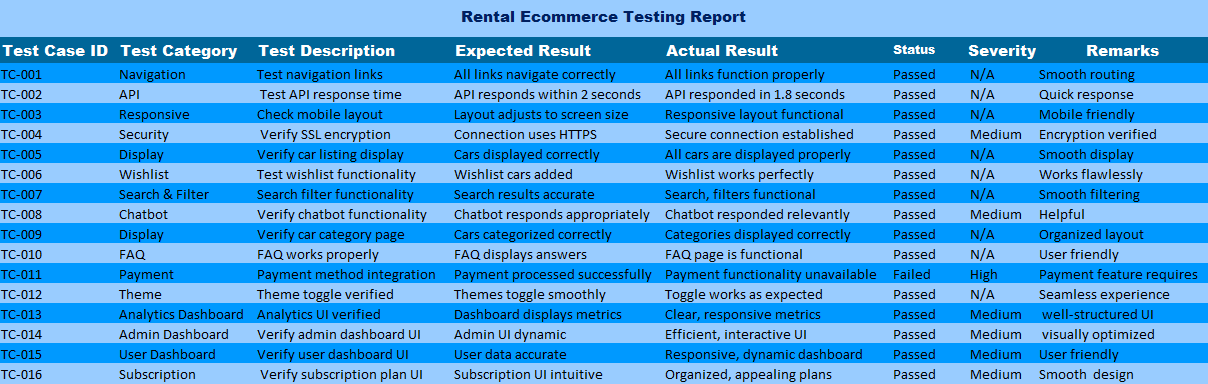 Rental Ecommerce Testing Report
Test Case ID Test Category Test Description Expected Result Actual Result Status Severity Remarks
TC-001 Navigation Test navigation links All links navigate correctly All links function properly Passed N/A Smooth routing
TC-002 API Test API response time API responds within 2 seconds API responded in 1.8 seconds Passed N/A Quick response
TC-003 Responsive Check mobile layout Layout adjusts to screen size Responsive layout functional Passed N/A Mobile friendly
TC-004 Security Verify SSL encryption Connection uses HTTPS Secure connection established Passed Medium Encryption verified
TC-005 Display Verify car listing display Cars displayed correctly All cars are displayed properly Passed N/A Smooth display
TC-006 Wishlist Test wishlist functionality Wishlist cars added Wishlist works perfectly Passed N/A Works flawlessly
TC-007 Search & Filter Search filter functionality Search results accurate Search, filters functional Passed N/A Smooth filtering
TC-008 Chatbot Verify chatbot functionality Chatbot responds appropriately Chatbot responded relevantly Passed Medium Helpful
TC-009 Display Verify car category page Cars categorized correctly Categories displayed correctly Passed N/A Organized layout
TC-010 FAQ FAQ works properly FAQ displays answers FAQ page is functional Passed N/A User friendly
TC-011 Payment Payment method integration Payment processed successfully Payment functionality unavailable Failed High Payment feature requires
TC-012 Theme Theme toggle verified Themes toggle smoothly Toggle works as expected Passed N/A Seamless experience
TC-013 Analytics Dashboard Analytics UI verified Dashboard displays metrics Clear, responsive metrics Passed Medium well-structured UI
TC-014 Admin Dashboard Verify admin dashboard UI Admin UI dynamic Efficient, interactive UI Passed Medium visually optimized
TC-015 User Dashboard Verify user dashboard UI User data accurate Responsive, dynamic dashboard Passed Medium User friendly
TC-016 Subscription Verify subscription plan UI Subscription UI intuitive Organized, appealing plans Passed Medium Smooth design